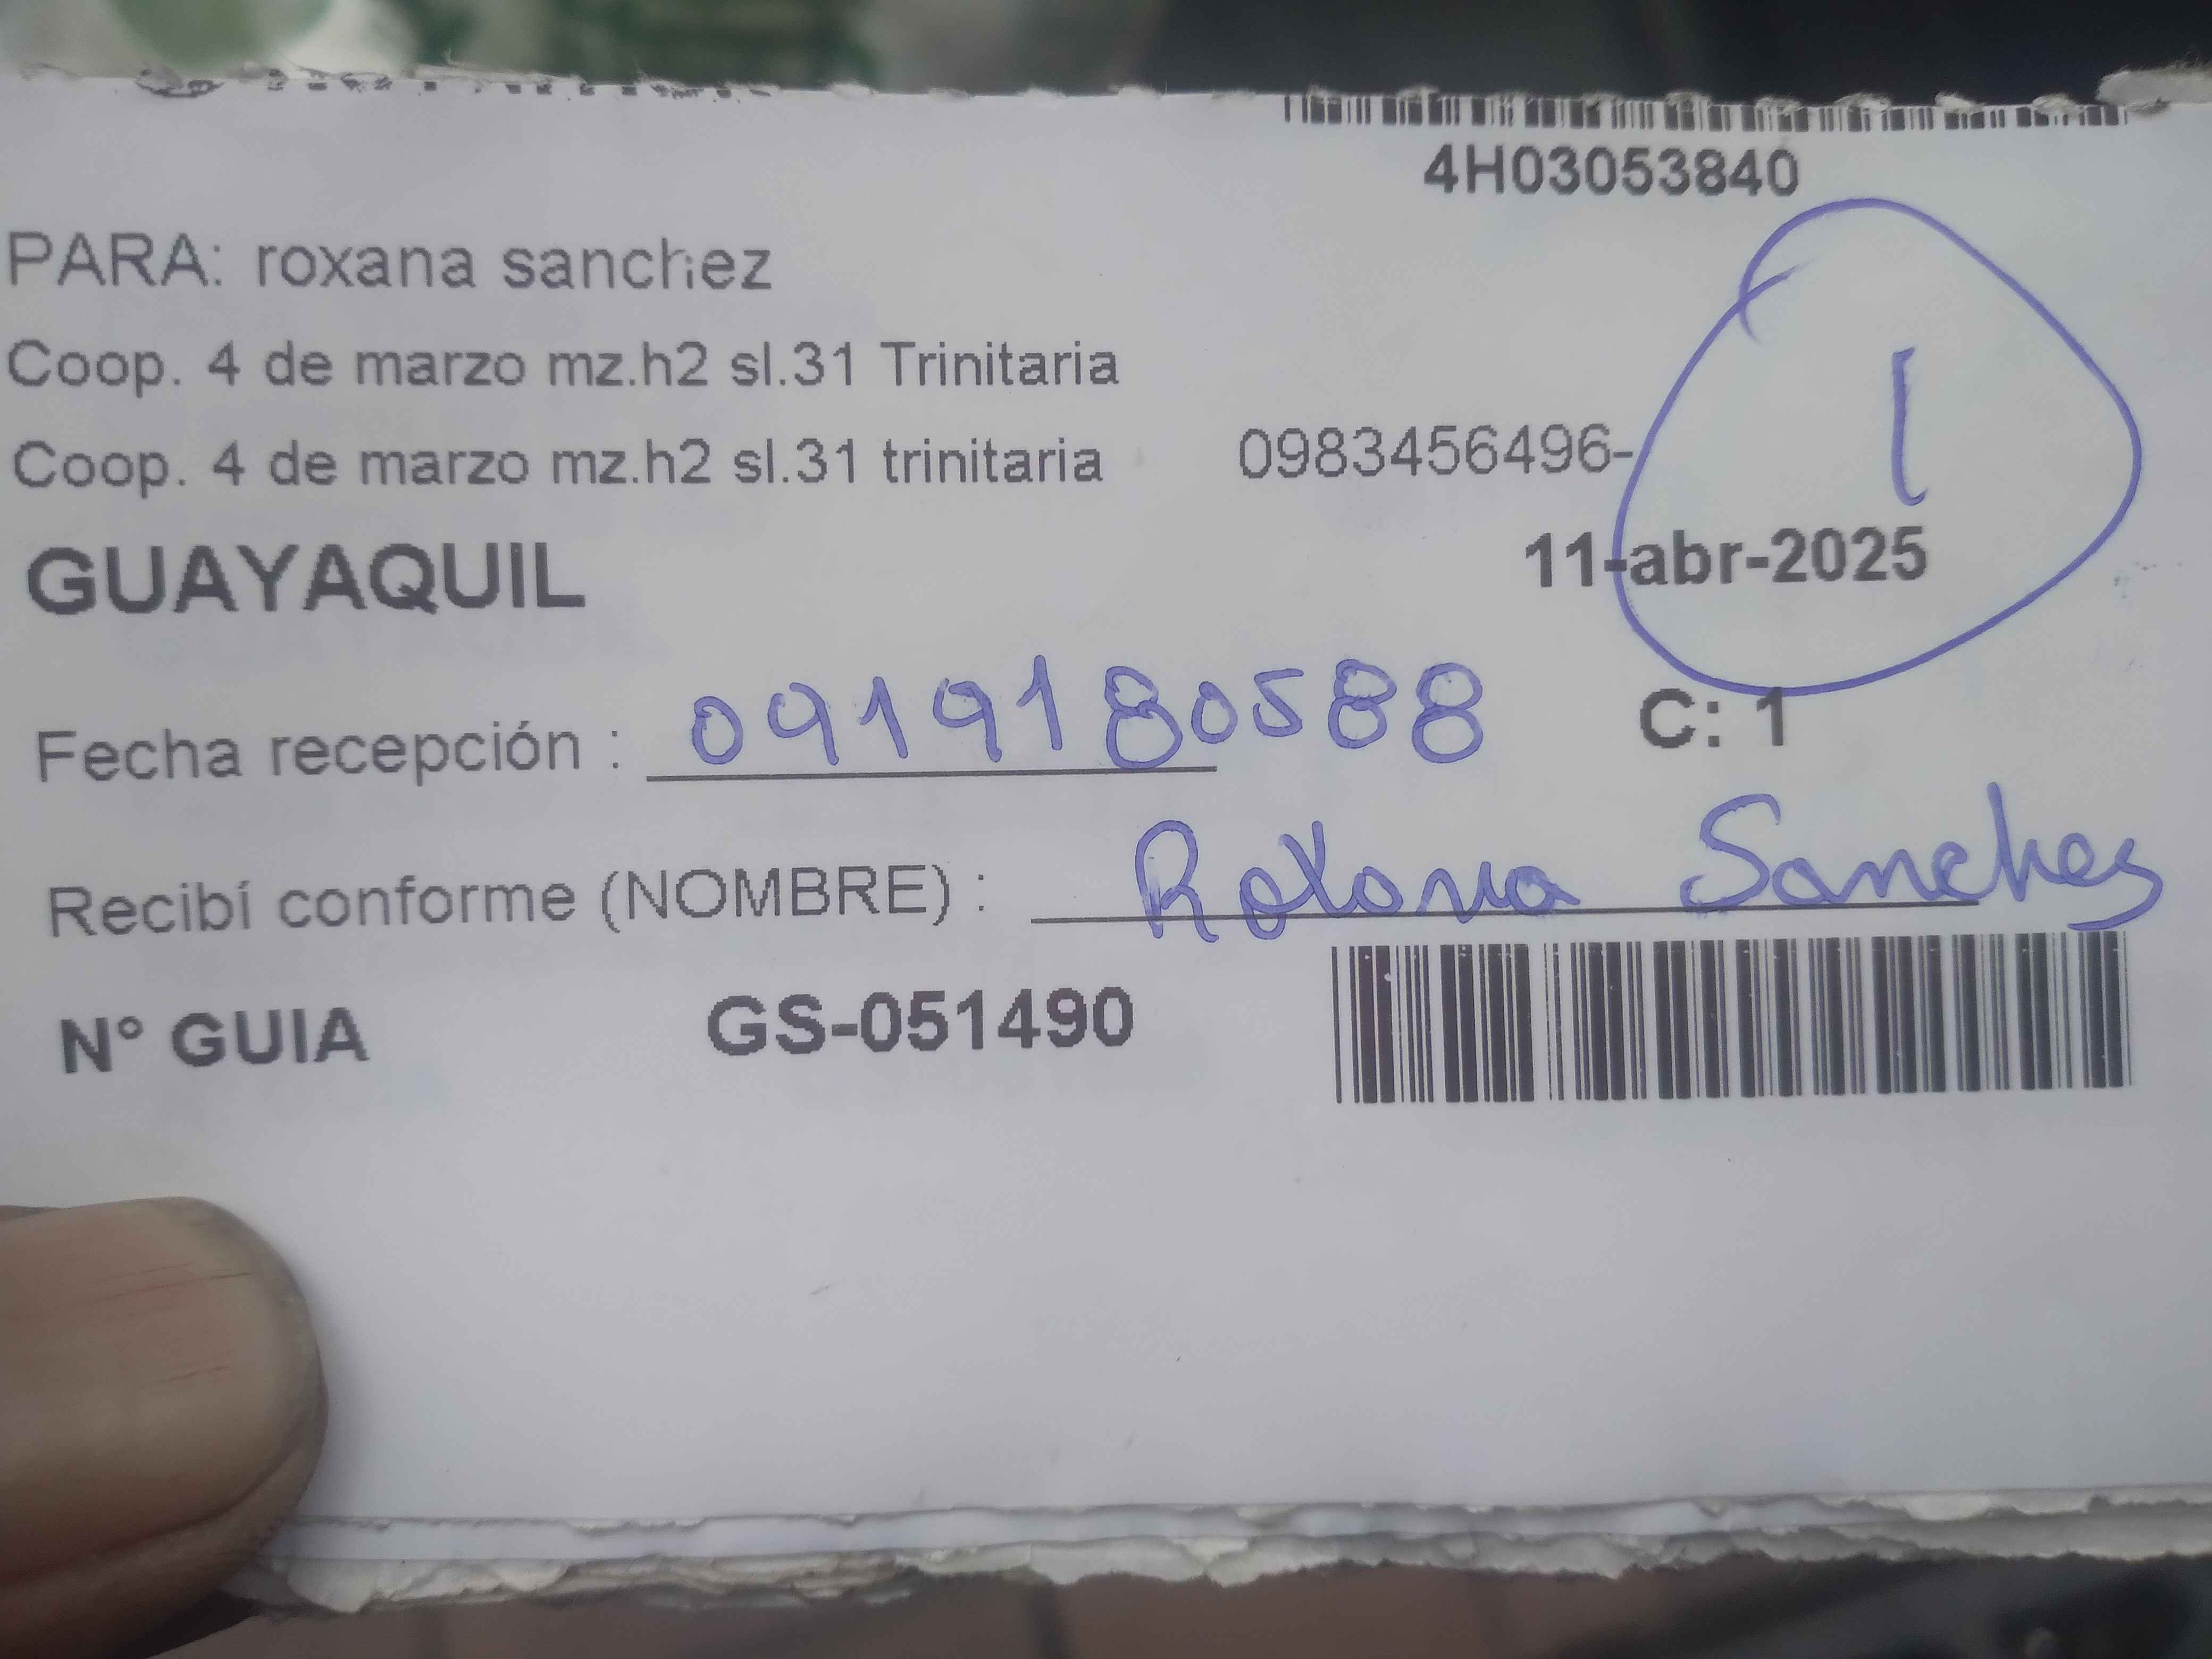 4H03053840
PARA: roxana sanchez
Coop. 4 de marzo mz.h2 sl.31 Trinitaria
Coop. 4 de marzo mz.h2 sl.31 trinitaria 0983456496-
1
GUAYAQUIL 11-abr-2025
Fecha recepción : 0919180588 C: 1
Recibí conforme (NOMBRE) : Roxana Sanches
N° GUIA GS-051490